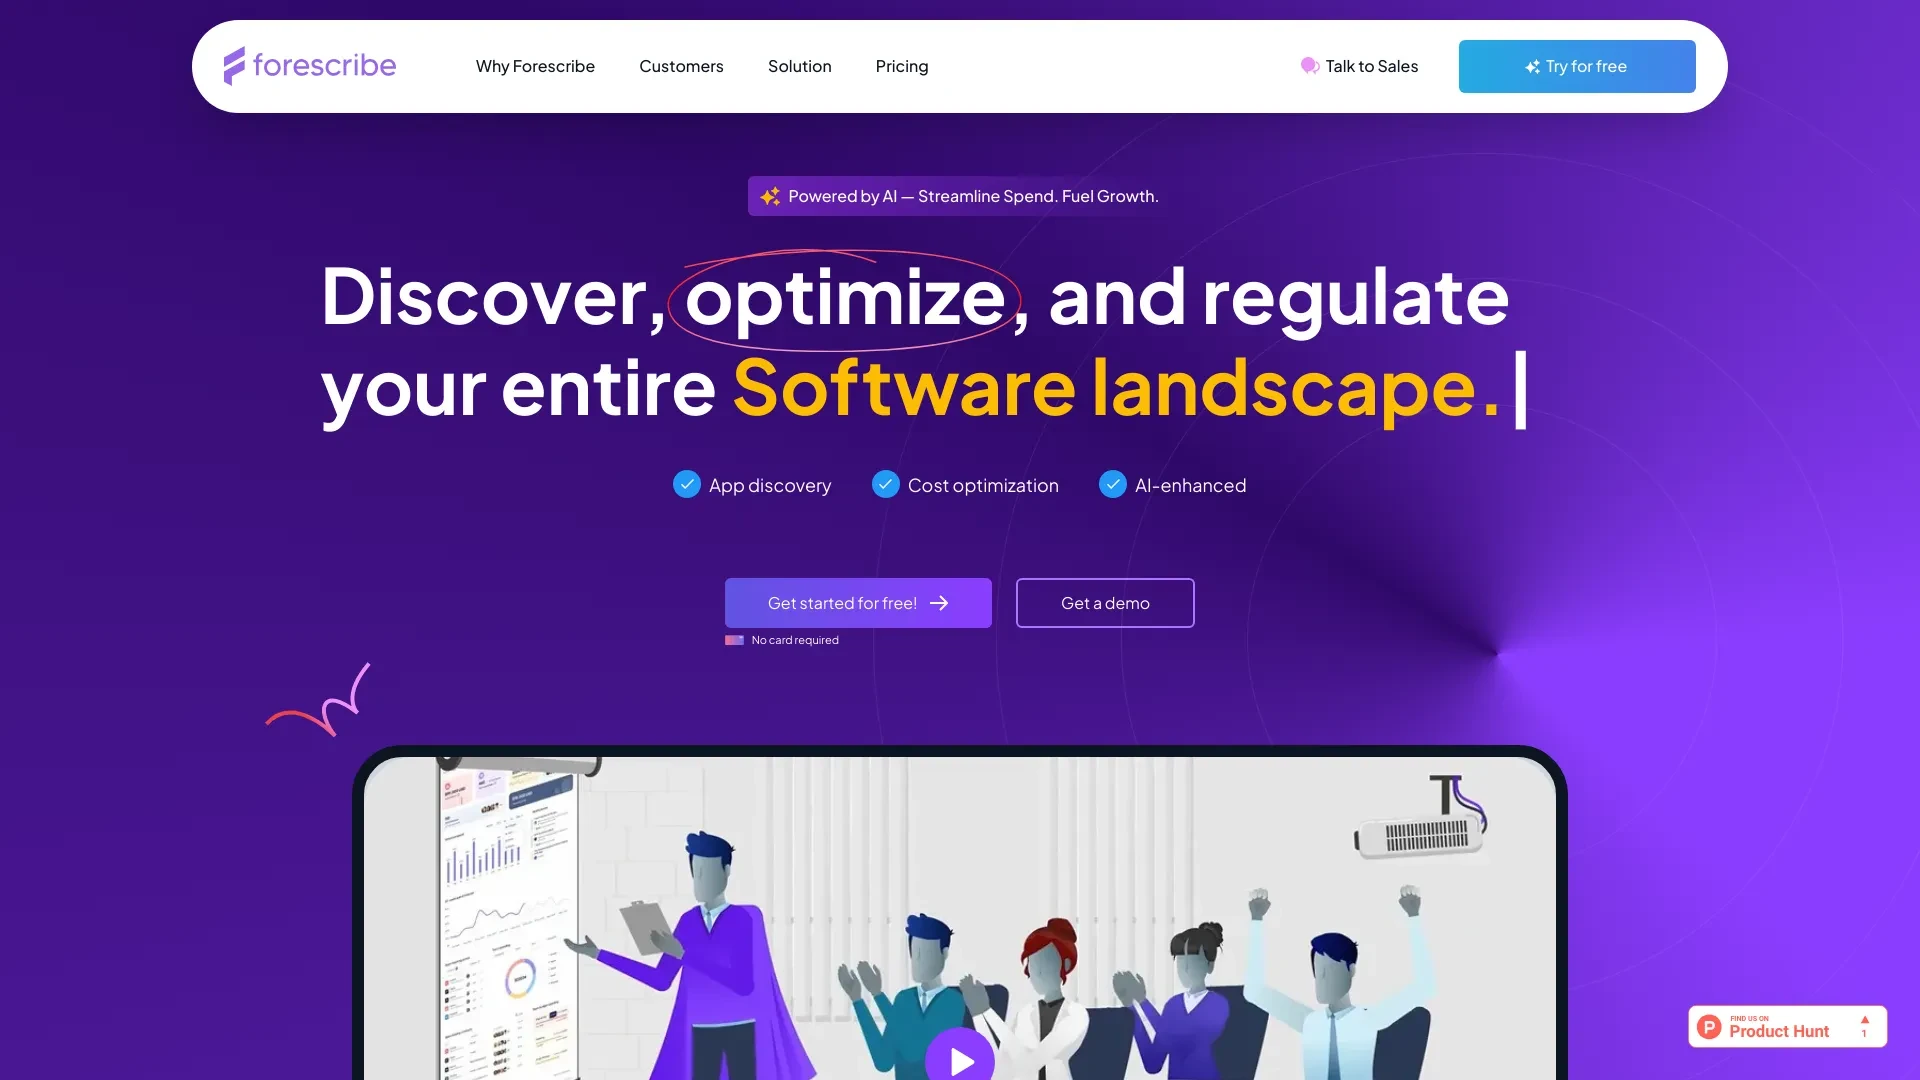 forescribe
Why Forescribe
Customers
Solution
Pricing
Talk to Sales
Try for free
Powered by AI — Streamline Spend. Fuel Growth.
Discover, optimize, and regulate
your entire Software landscape.|
App discovery
Cost optimization
AI-enhanced
Get started for free!
Get a demo
No card required
FIND US ON
Product Hunt
1